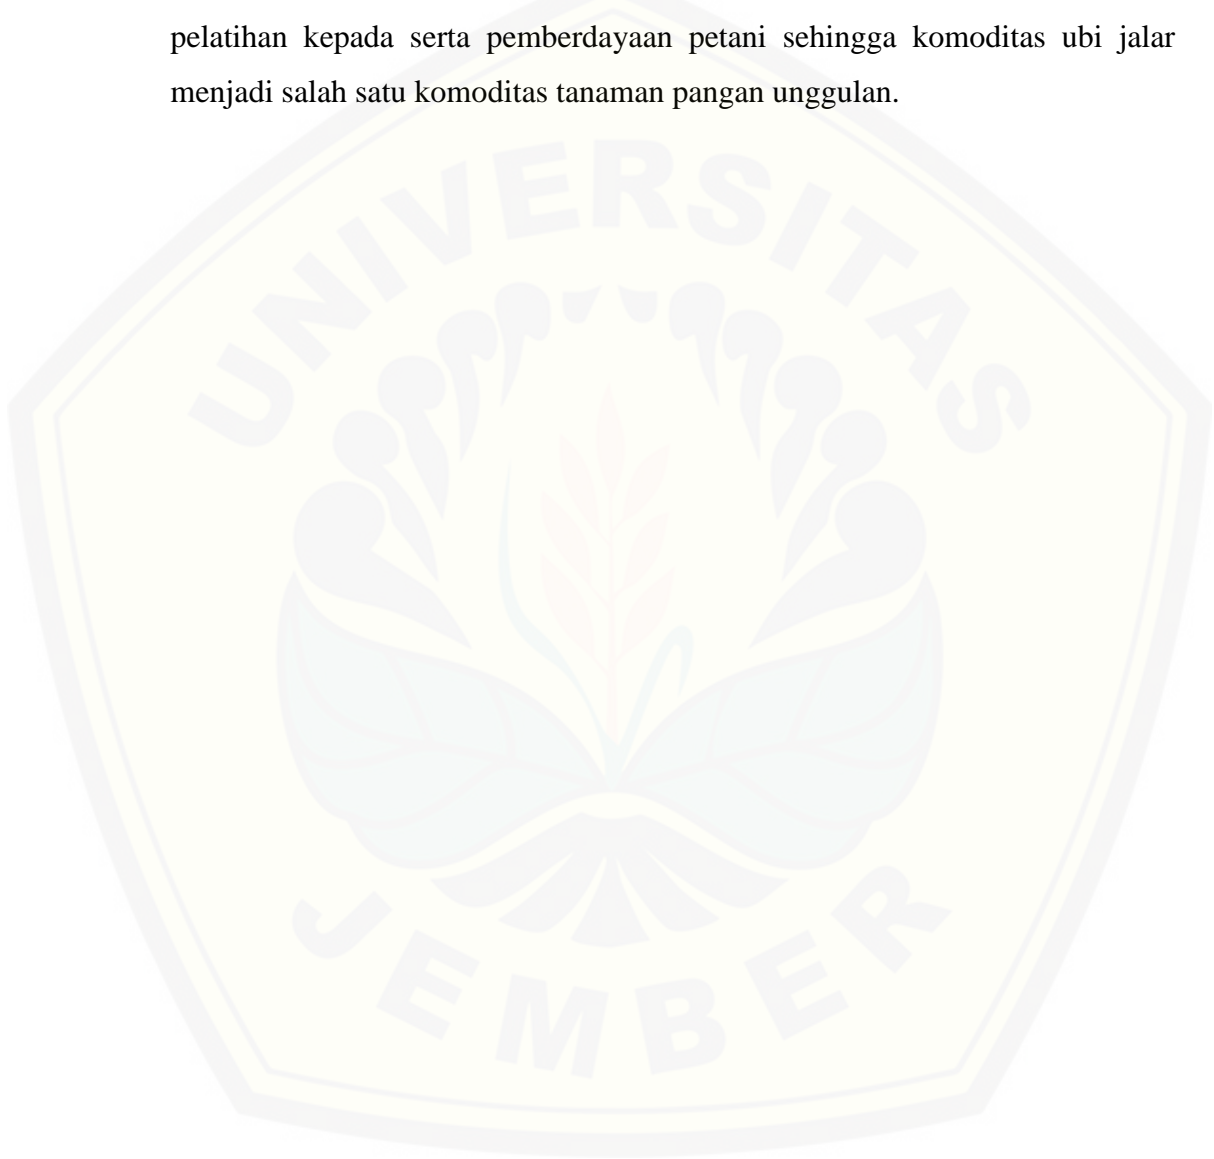 pelatihan kepada serta pemberdayaan petani sehingga komoditas ubi jalar
menjadi salah satu komoditas tanaman pangan unggulan.
UNIVERSITAS
JEMBER